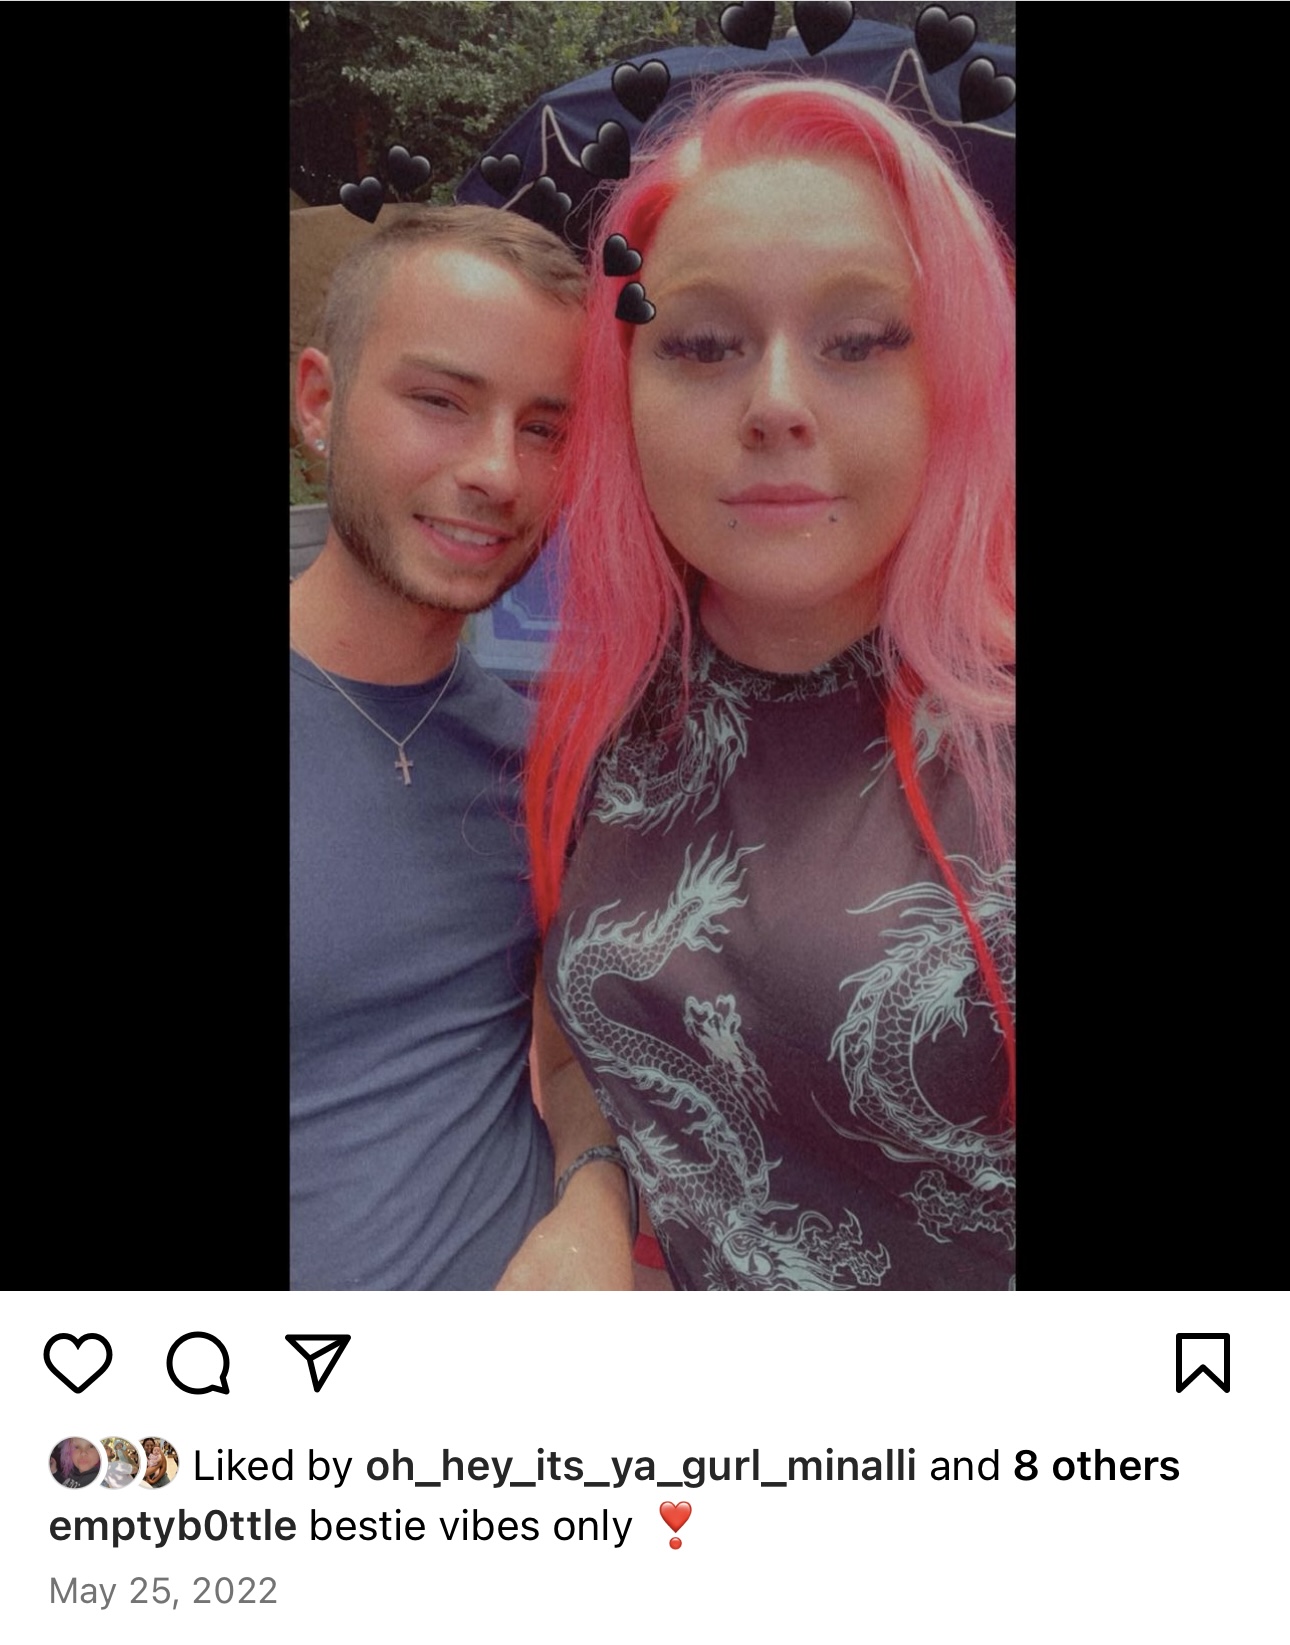 Liked by oh_hey_its_ya_gurl_minalli and 8 others
emptyb0ttle bestie vibes only ❣️
May 25, 2022